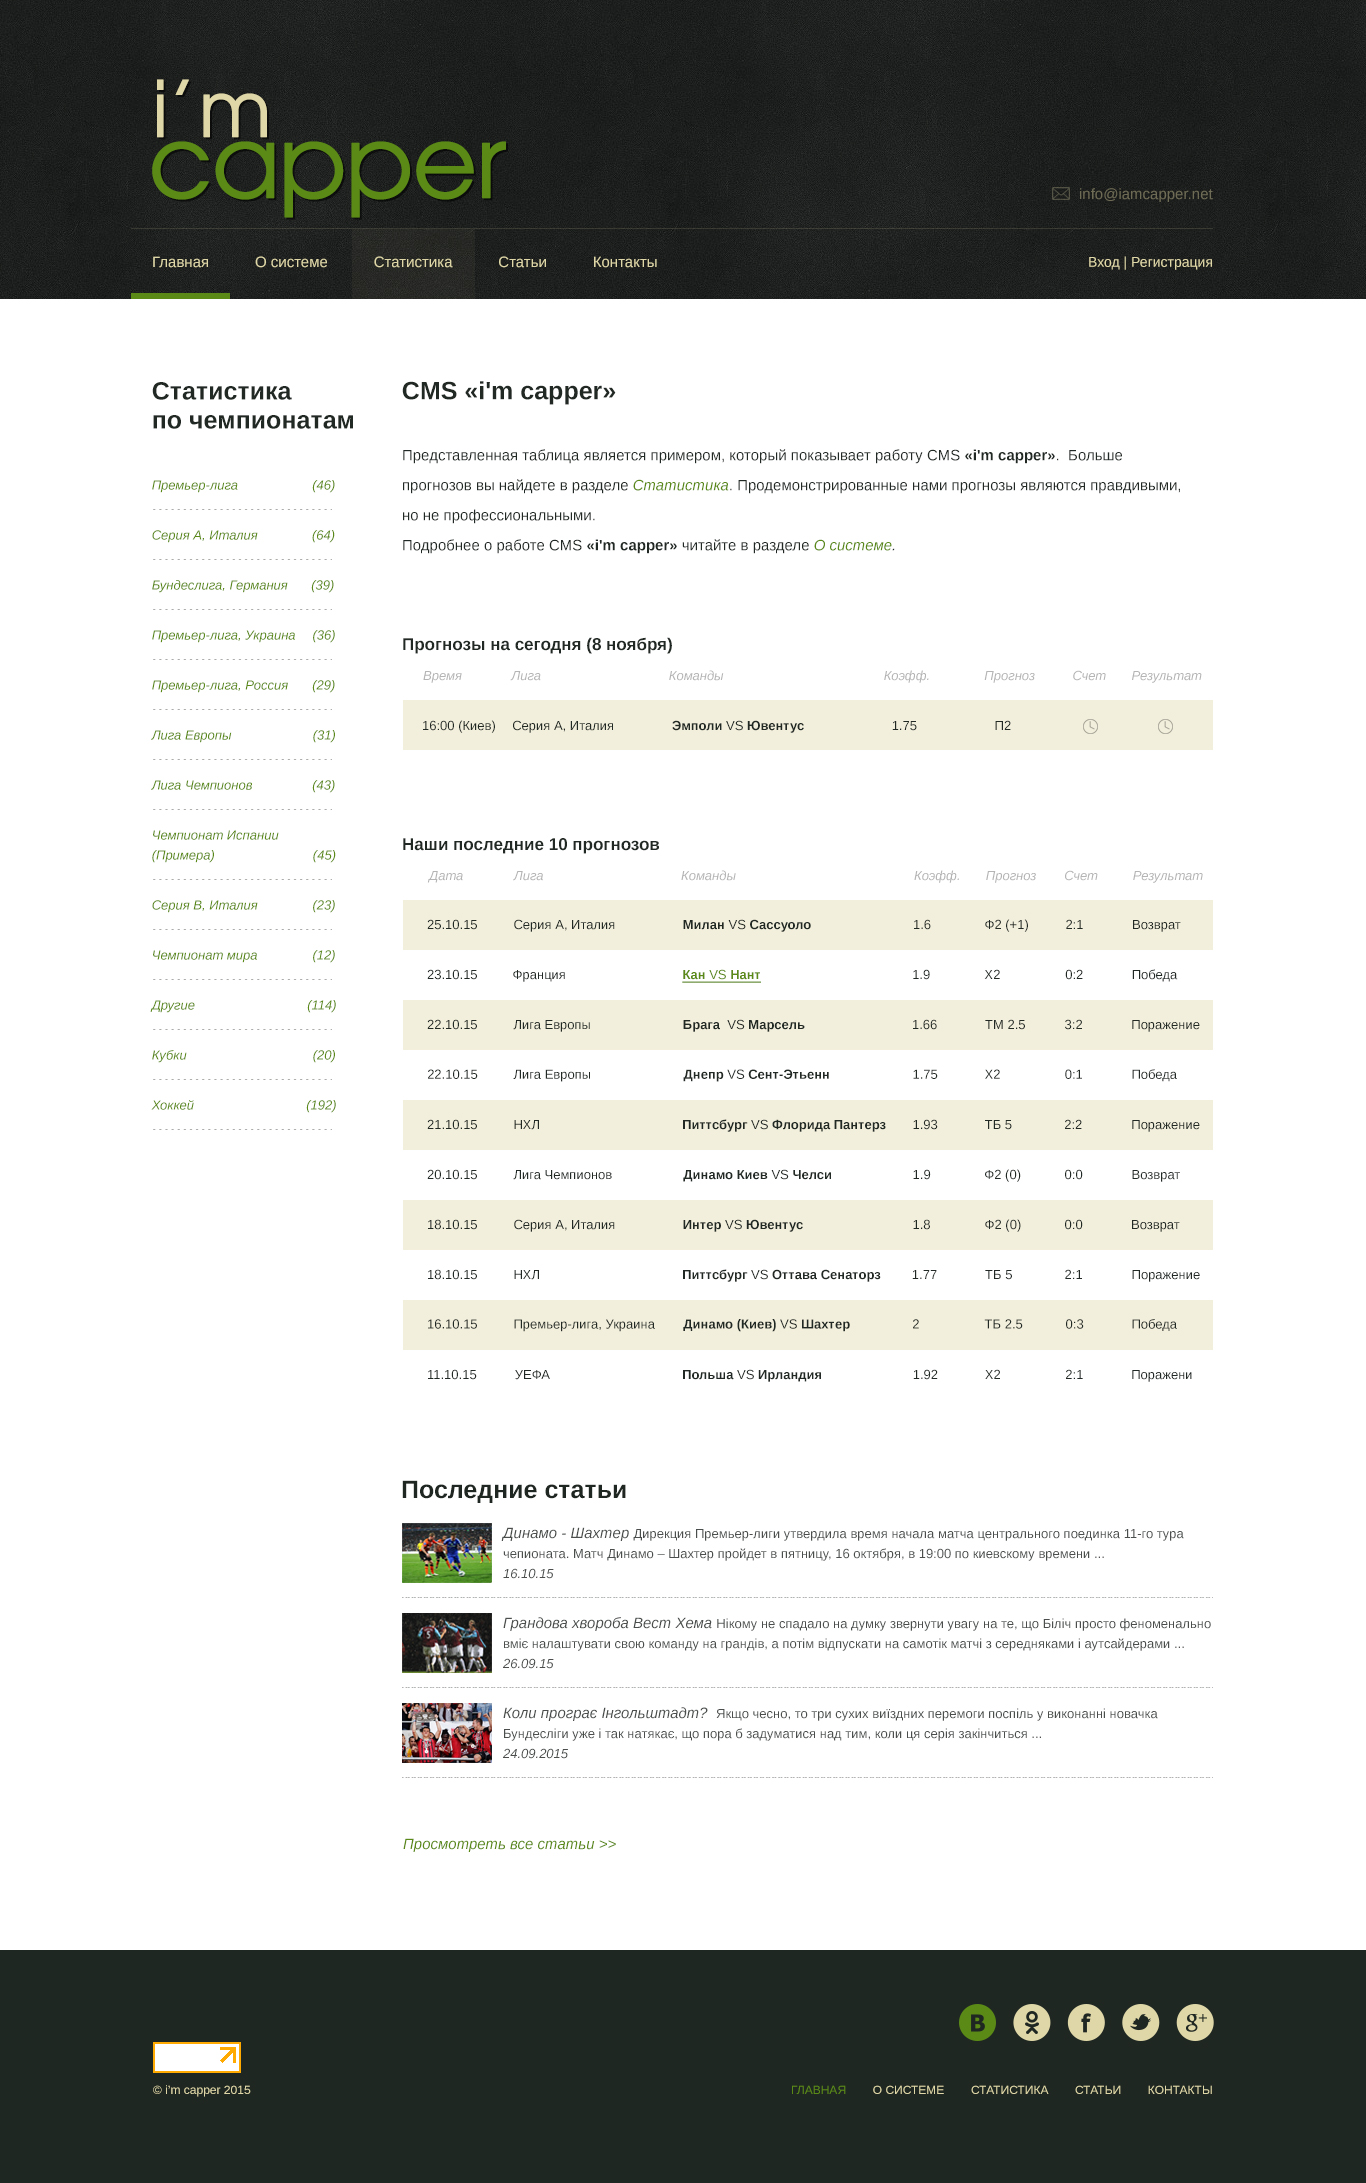 i'm
capper
info@iamcapper.net
Главная О системе Статистика Статьи Контакты Вход | Регистрация
Статистика
по чемпионатам
Премьер-лига (46)
Серия А, Италия (64)
Бундеслига, Германия (39)
Премьер-лига, Украина (36)
Премьер-лига, Россия (29)
Лига Европы (31)
Лига Чемпионов (43)
Чемпионат Испании
(Примера) (45)
Серия В, Италия (23)
Чемпионат мира (12)
Другие (114)
Кубки (20)
Хоккей (192)
CMS «i'm capper»
Представленная таблица является примером, который показывает работу CMS «i'm capper». Больше
прогнозов вы найдете в разделе Статистика. Продемонстрированные нами прогнозы являются правдивыми,
но не профессиональными.
Подробнее о работе CMS «i'm capper» читайте в разделе О системе.
Прогнозы на сегодня (8 ноября)
Время Лига Команды Коэфф. Прогноз Счет Результат
16:00 (Киев) Серия А, Италия Эмполи VS Ювентус 1.75 П2
Наши последние 10 прогнозов
Дата Лига Команды Коэфф. Прогноз Счет Результат
25.10.15 Серия А, Италия Милан VS Сассуоло 1.6 Ф2 (+1) 2:1 Возврат
23.10.15 Франция Кан VS Нант 1.9 Х2 0:2 Победа
22.10.15 Лига Европы Брага VS Марсель 1.66 ТМ 2.5 3:2 Поражение
22.10.15 Лига Европы Днепр VS Сент-Этьенн 1.75 Х2 0:1 Победа
21.10.15 НХЛ Питтсбург VS Флорида Пантерз 1.93 ТБ 5 2:2 Поражение
20.10.15 Лига Чемпионов Динамо Киев VS Челси 1.9 Ф2 (0) 0:0 Возврат
18.10.15 Серия А, Италия Интер VS Ювентус 1.8 Ф2 (0) 0:0 Возврат
18.10.15 НХЛ Питтсбург VS Оттава Сенаторз 1.77 ТБ 5 2:1 Поражение
16.10.15 Премьер-лига, Украина Динамо (Киев) VS Шахтер 2 ТБ 2.5 0:3 Победа
11.10.15 УЕФА Польша VS Ирландия 1.92 Х2 2:1 Поражени
Последние статьи
Динамо - Шахтер Дирекция Премьер-лиги утвердила время начала матча центрального поединка 11-го тура
чепионата. Матч Динамо – Шахтер пройдет в пятницу, 16 октября, в 19:00 по киевскому времени ...
16.10.15
Грандова хвороба Вест Хема Нікому не спадало на думку звернути увагу на те, що Біліч просто феноменально
вміє налаштувати свою команду на грандів, а потім відпускати на самотік матчі з середняками і аутсайдерами ...
26.09.15
Коли програє Інгольштадт? Якщо чесно, то три сухих виїздних перемоги поспіль у виконанні новачка
Бундесліги уже і так натякає, що пора б задуматися над тим, коли ця серія закінчиться ...
24.09.2015
Просмотреть все статьи >>
© i'm capper 2015
ГЛАВНАЯ О СИСТЕМЕ СТАТИСТИКА СТАТЬИ КОНТАКТЫ